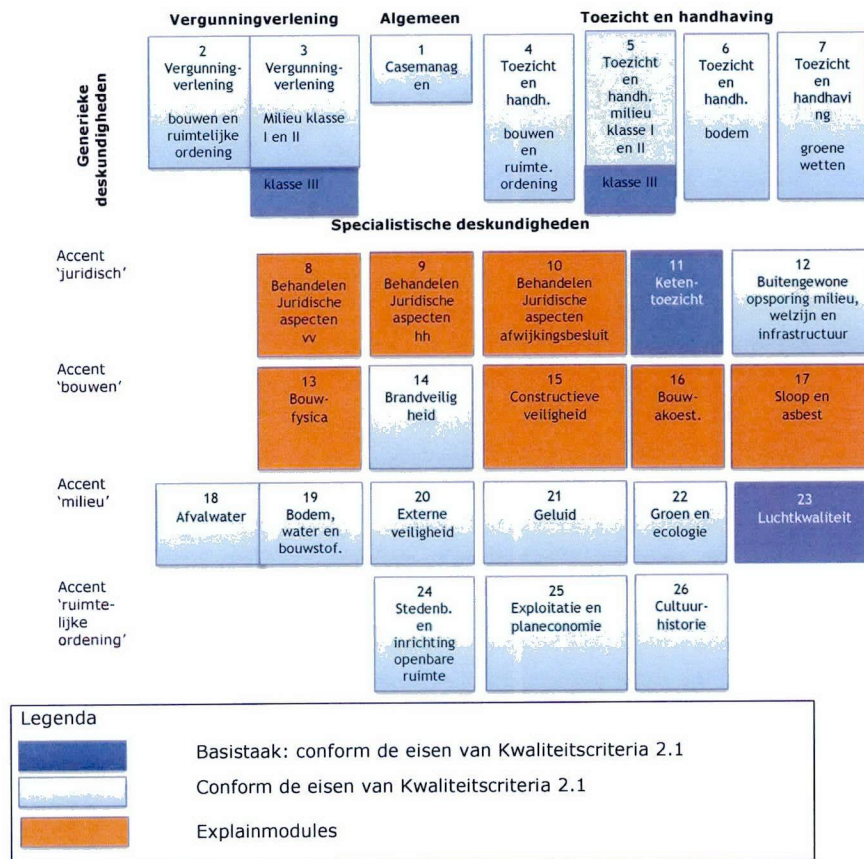 Vergunningverlening
Algemeen
Toezicht en handhaving
Generieke
deskundigheden
2
Vergunning-
verlening
bouwen en
ruimtelijke
ordening
3
Vergunning-
verlening
Milieu klasse
I en II
klasse III
1
Casemanag
en
4
Toezicht
en
handh.
bouwen
en
ruimte.
ordening
5
Toezicht
en
handh.
milieu
klasse I
en II
klasse III
6
Toezicht
en
handh.
bodem
7
Toezicht
en
handhavi
ng
groene
wetten
Specialistische deskundigheden
Accent
‘juridisch’
8
Behandelen
Juridische
aspecten
vv
9
Behandelen
Juridische
aspecten
hh
10
Behandelen
Juridische
aspecten
afwijkingsbesluit
11
Keten-
toezicht
12
Buitengewone
opsporing milieu,
welzijn en
infrastructuur
Accent
‘bouwen’
13
Bouw-
fysica
14
Brandveilig
heid
15
Constructieve
veiligheid
16
Bouw-
akoest.
17
Sloop en
asbest
Accent
‘milieu’
18
Afvalwater
19
Bodem,
water en
bouwstof.
20
Externe
veiligheid
21
Geluid
22
Groen en
ecologie
23
Luchtkwaliteit
Accent
‘ruimte-
lijke
ordening’
24
Stedenb.
en
inrichting
openbare
ruimte
25
Exploitatie en
planeconomie
26
Cultuur-
historie
Legenda
Basistaak: conform de eisen van Kwaliteitscriteria 2.1
Conform de eisen van Kwaliteitscriteria 2.1
Explainmodules